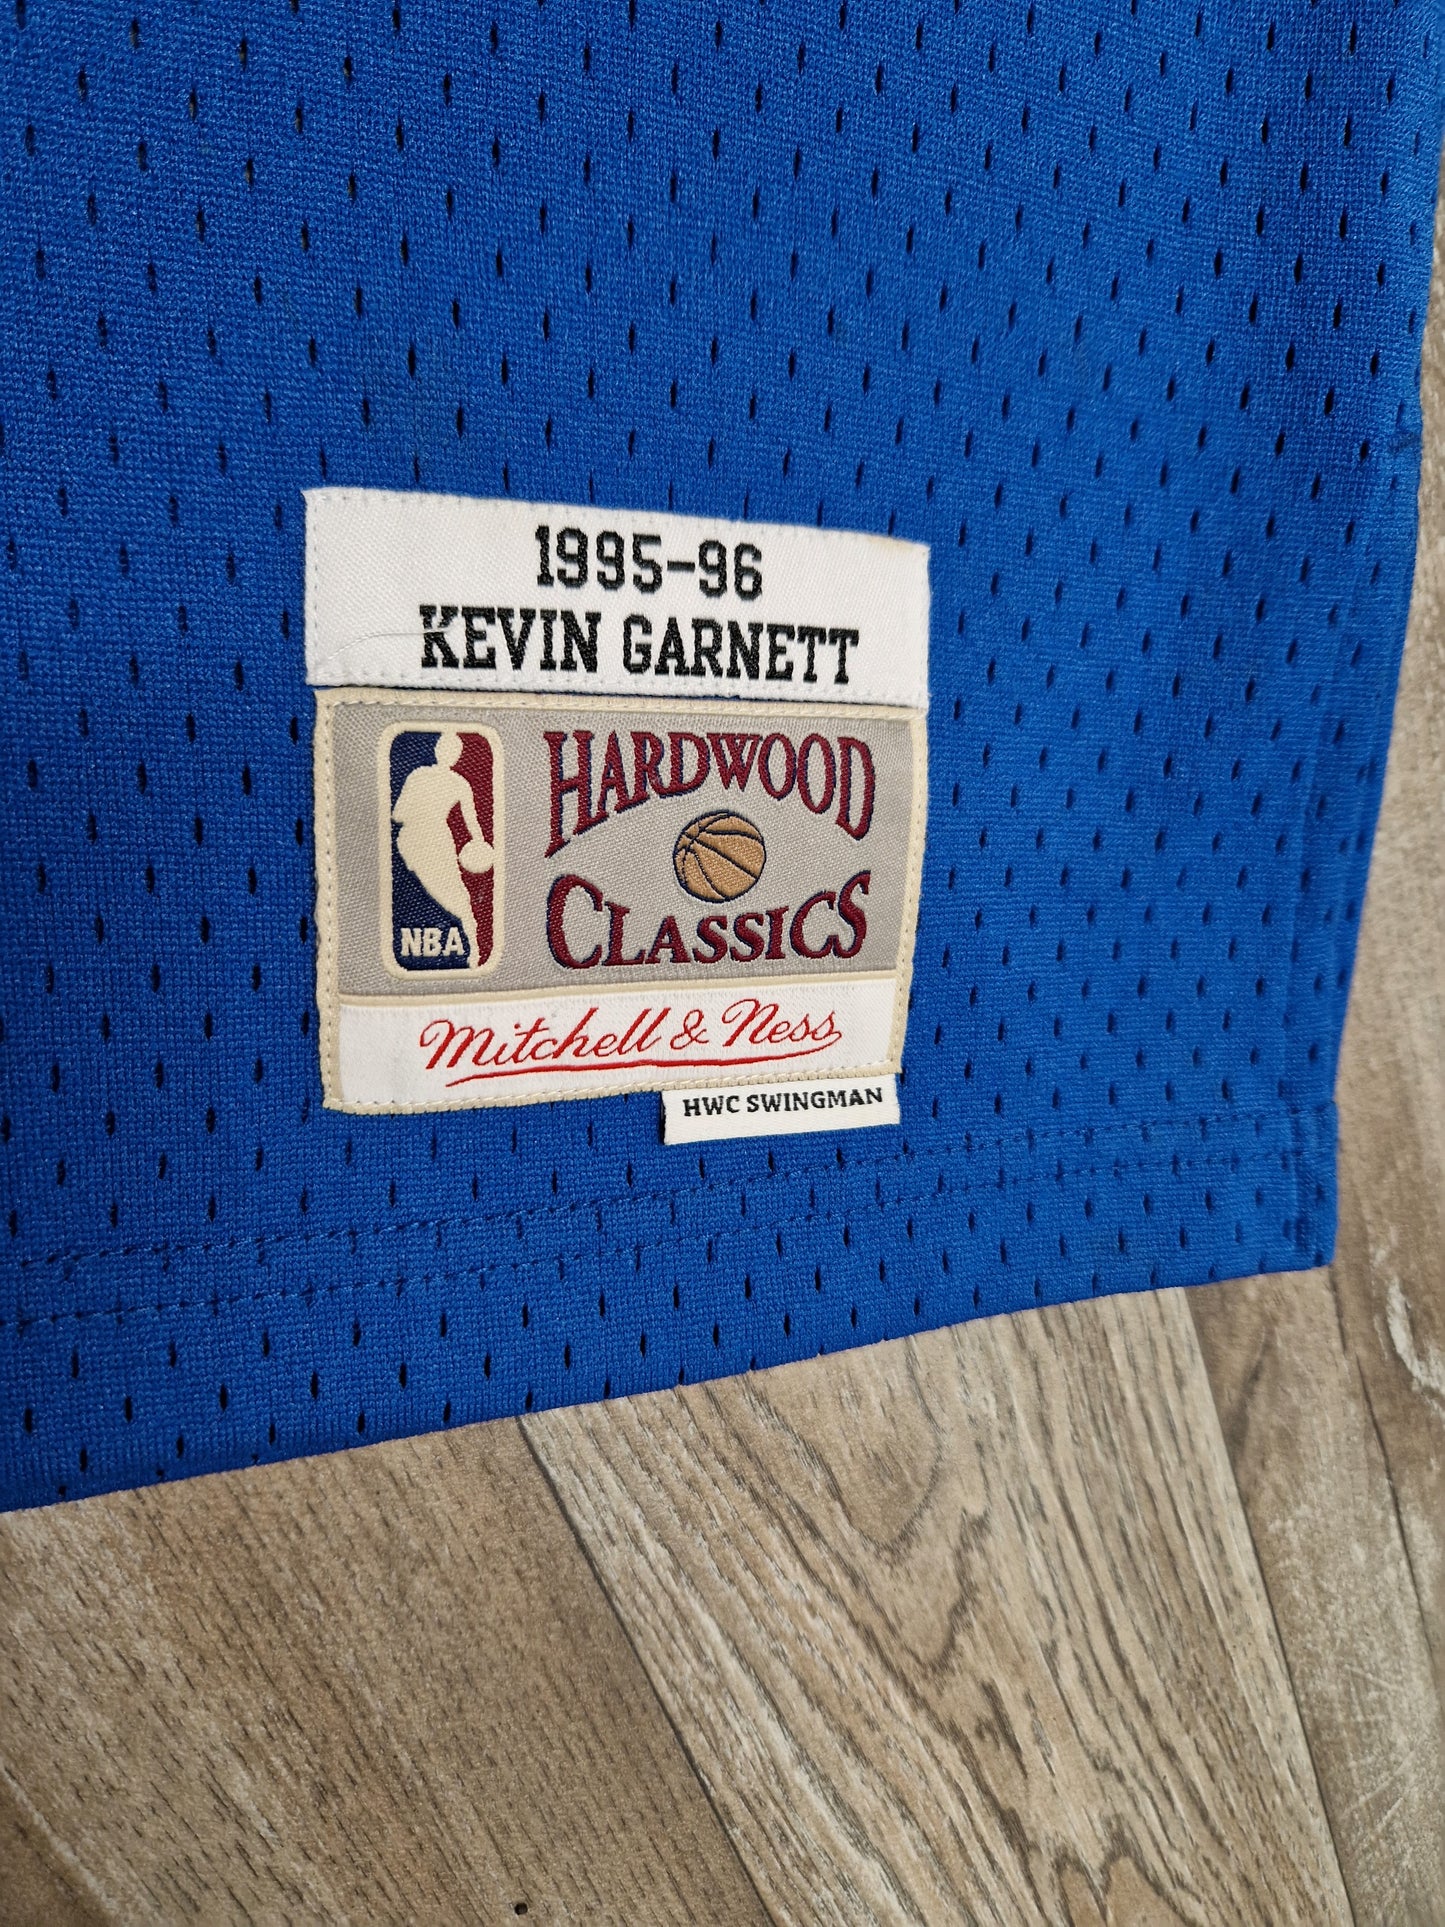 1995-96
KEVIN GARNETT
HARDWOOD
CLASSICS
NBA
Mitchell & Ness
HWC SWINGMAN